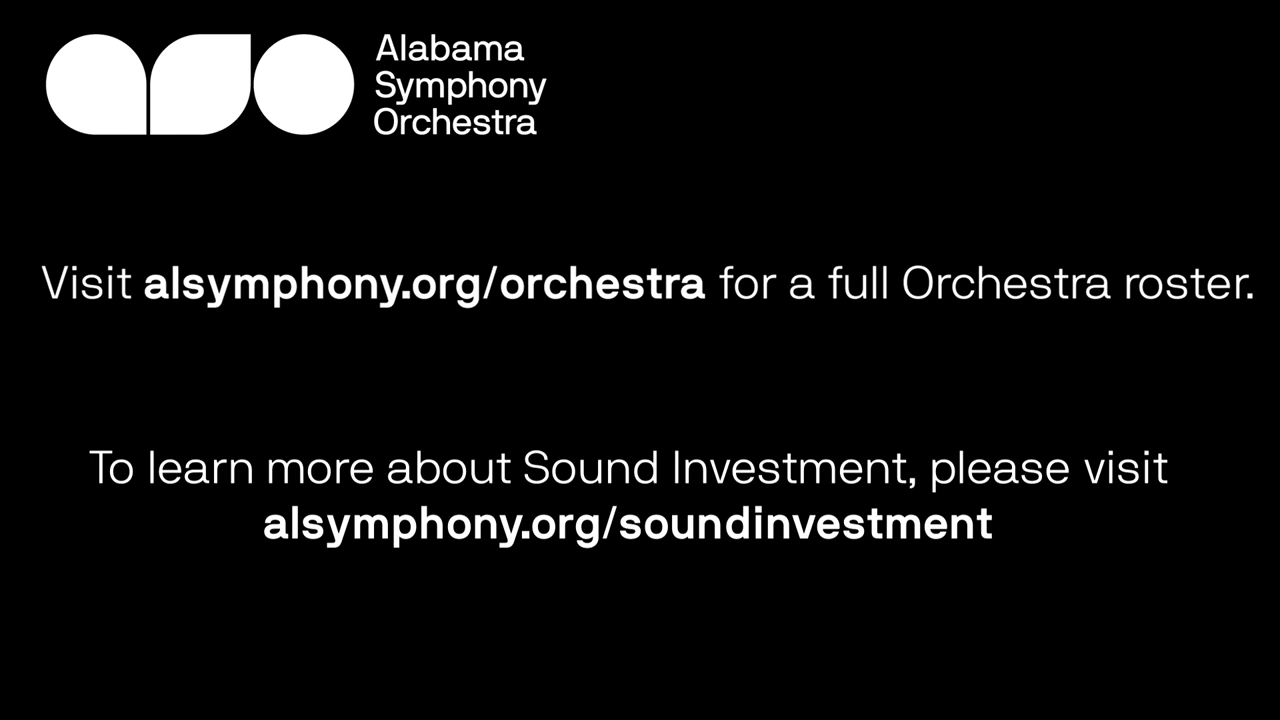 Alabama
Symphony
Orchestra
Visit alsymphony.org/orchestra for a full Orchestra roster.
To learn more about Sound Investment, please visit
alsymphony.org/soundinvestment